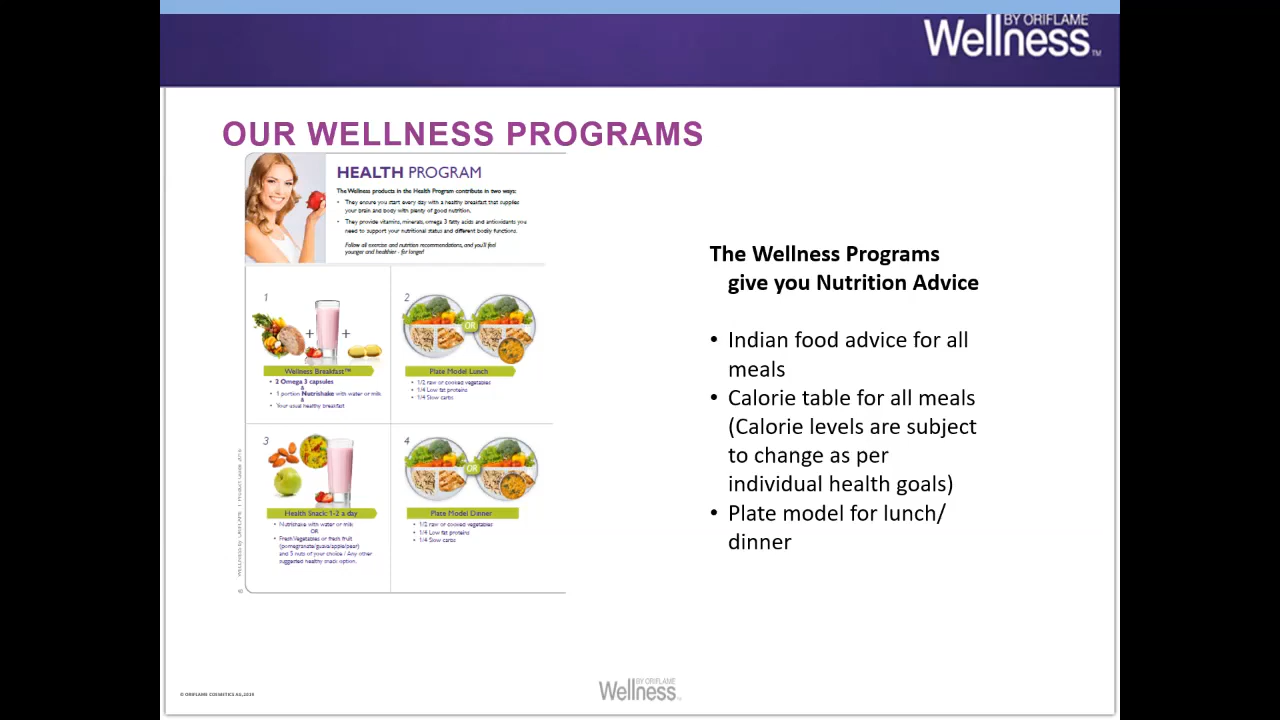 BY ORIFLAME
Wellness™
OUR WELLNESS PROGRAMS
HEALTH PROGRAM
The Wellness products in the Health Program contribute in two ways:
• They ensure you start every day with a healthy breakfast that supplies
your brain and body with plenty of good nutrition.
• They provide vitamins, minerals, omega 3 fatty acids and antioxidants you
need to support your nutritional status and different bodily functions.
Follow all exercise and nutrition recommendations, and you'll feel
younger and healthier - for longer!
1
+ +
Wellness Breakfast™
• 2 Omega 3 capsules
&
• 1 portion Nutrishake with water or milk
&
• Your usual healthy breakfast
2
OR
Plate Model Lunch
• 1/2 raw or cooked vegetables
• 1/4 Low fat proteins
• 1/4 Slow carbs
3
Health Snack 1-2 a day
• Nutrishake with water or milk
OR
• Fresh Vegetables or fresh fruit
(pomegranate/guava/apple/pear)
and 5 nuts of your choice / Any other
suggested healthy snack option.
4
OR
Plate Model Dinner
• 1/2 raw or cooked vegetables
• 1/4 Low fat proteins
• 1/4 Slow carbs
The Wellness Programs
give you Nutrition Advice
• Indian food advice for all
meals
• Calorie table for all meals
(Calorie levels are subject
to change as per
individual health goals)
• Plate model for lunch/
dinner
© ORIFLAME COSMETICS AG, 2019
BY ORIFLAME
Wellness™